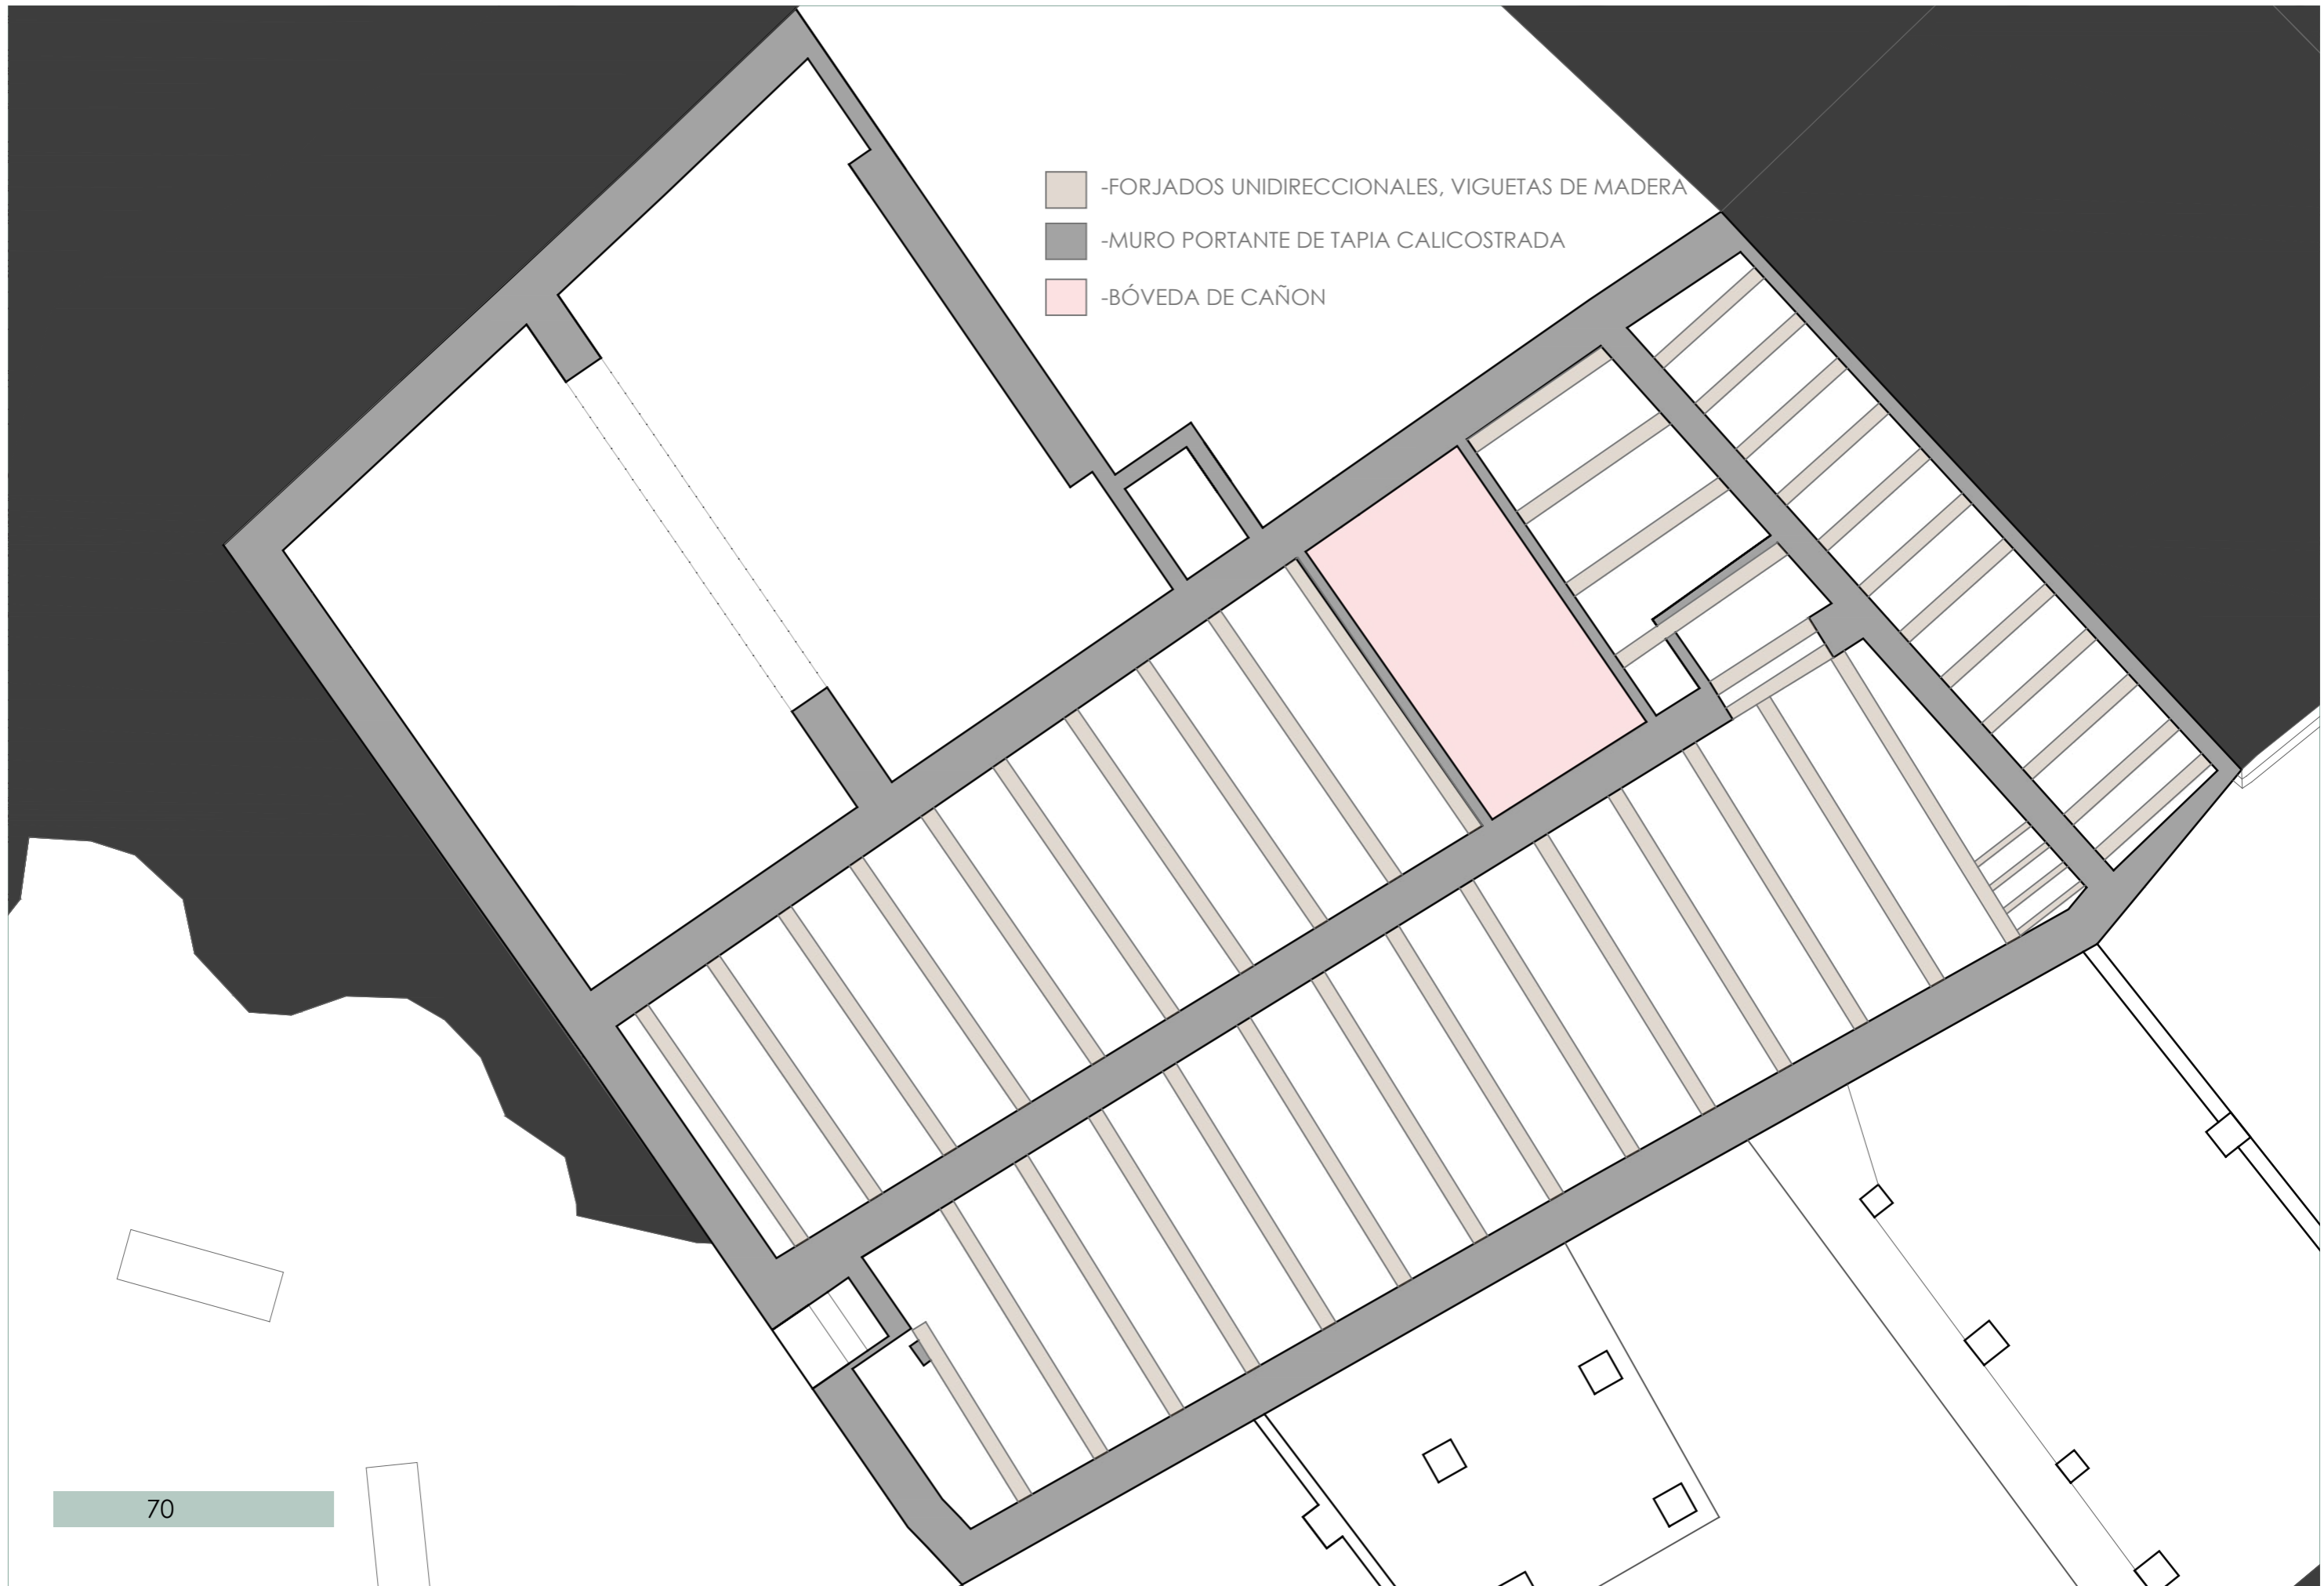 -FORJADOS UNIDIRECCIONALES, VIGUETAS DE MADERA
-MURO PORTANTE DE TAPIA CALICOSTRADA
-BÓVEDA DE CAÑON
70